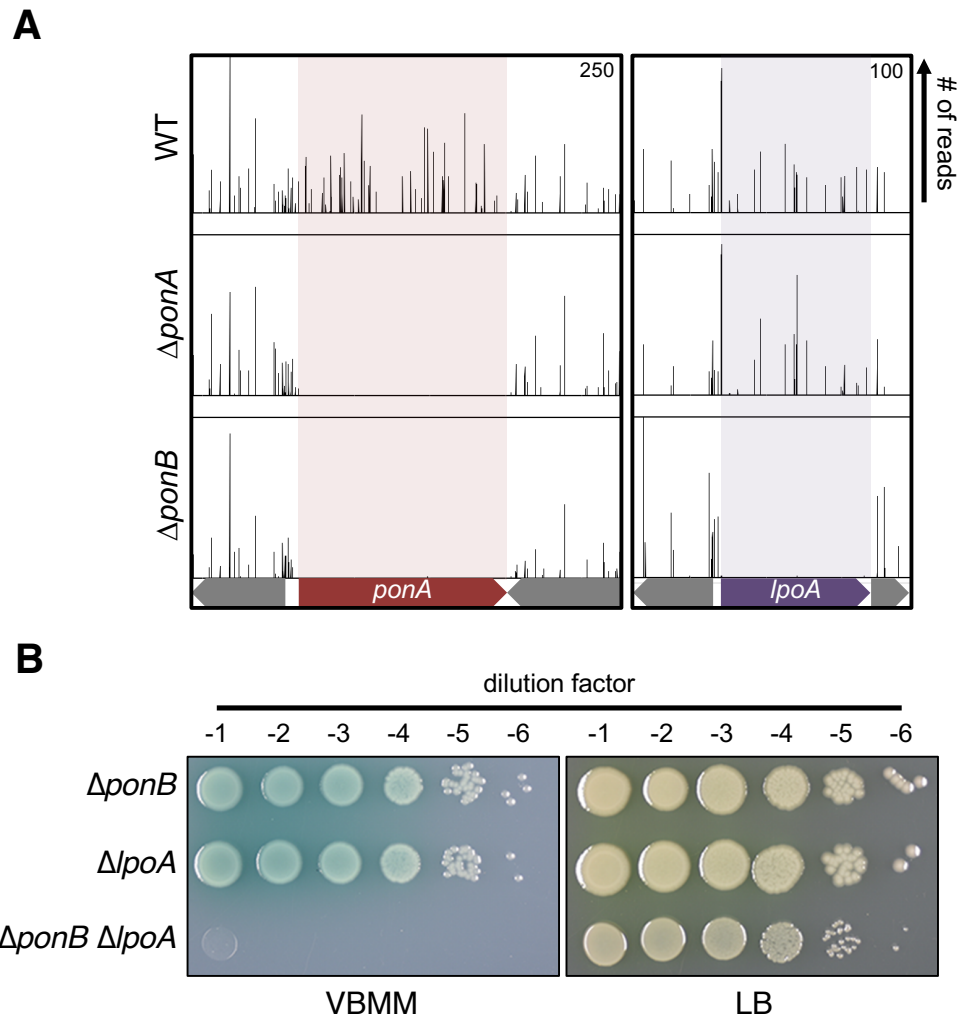 A
250
100
# of reads
WT
ΔponA
ΔponB
ponA
lpoA
B
dilution factor
-1 -2 -3 -4 -5 -6 -1 -2 -3 -4 -5 -6
ΔponB
ΔlpoA
ΔponB ΔlpoA
VBMM LB